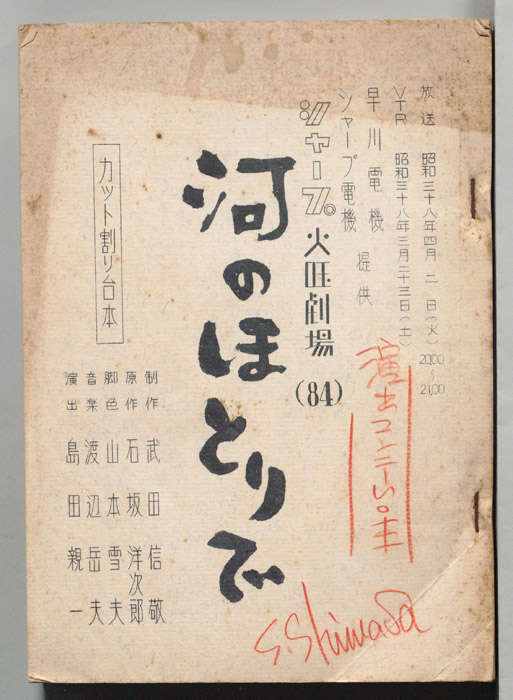 放送 昭和三十八年四月二日(火) 20.00〜21.00
VTR 昭和三十八年三月二十三日(土)
早川電機
シャープ電機 提供
シャープ火曜劇場(84)
演出
河のほとりで
カット割り台本
制作 武田信敬
原作 石坂洋次郎
脚色 山本雪夫
音楽 渡辺岳夫
演出 島田親一
S. Shimada